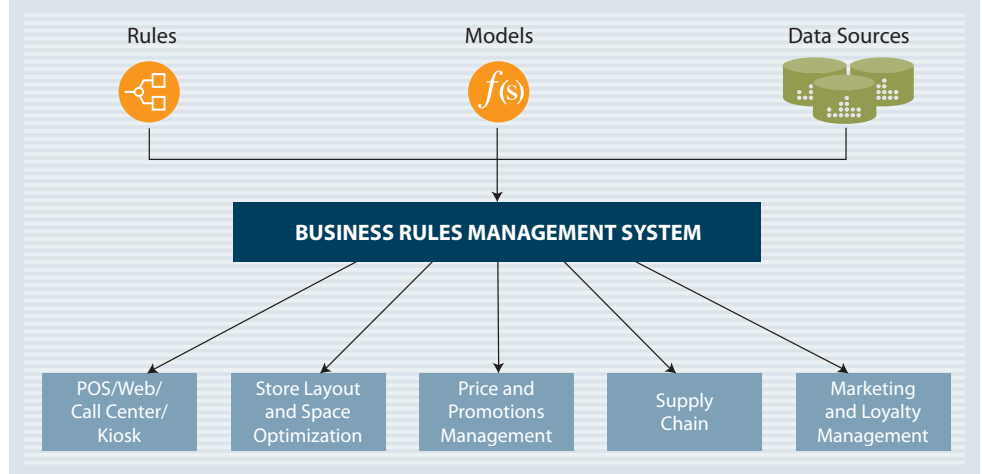 Rules
Models
Data Sources
f(s)
BUSINESS RULES MANAGEMENT SYSTEM
POS/Web/
Call Center/
Kiosk
Store Layout
and Space
Optimization
Price and
Promotions
Management
Supply
Chain
Marketing
and Loyalty
Management